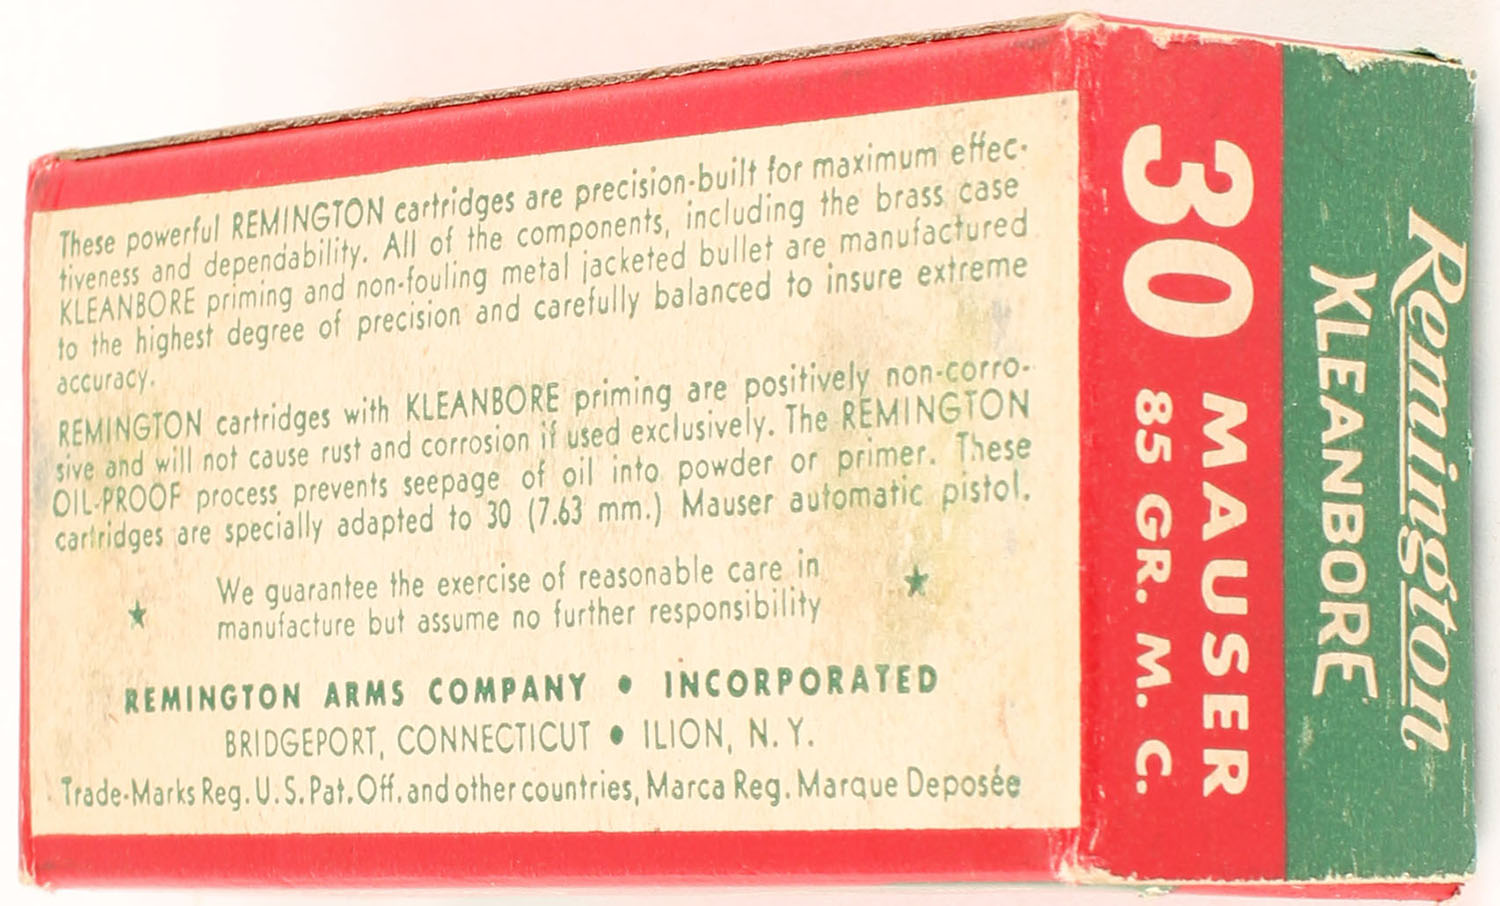 These powerful REMINGTON cartridges are precision-built for maximum effec-
tiveness and dependability. All of the components, including the brass case
KLEANBORE priming and non-fouling metal jacketed bullet are manufactured
to the highest degree of precision and carefully balanced to insure extreme
accuracy.
REMINGTON cartridges with KLEANBORE priming are positively non-corro-
sive and will not cause rust and corrosion if used exclusively. The REMINGTON
OIL-PROOF process prevents seepage of oil into powder or primer. These
cartridges are specially adapted to 30 (7.63 mm.) Mauser automatic pistol.
We guarantee the exercise of reasonable care in
manufacture but assume no further responsibility
REMINGTON ARMS COMPANY • INCORPORATED
BRIDGEPORT, CONNECTICUT • ILION, N.Y.
Trade-Marks Reg. U.S. Pat. Off. and other countries, Marca Reg. Marque Deposée
Remington
KLEANBORE
30 MAUSER
85 GR. M. C.